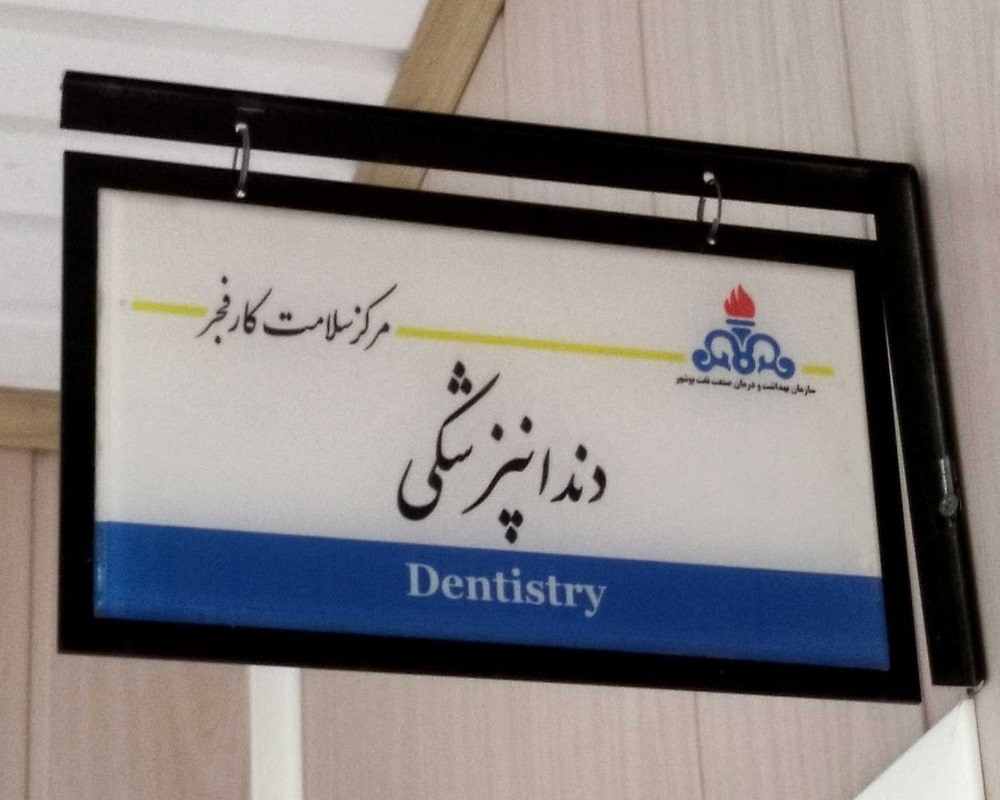 مرکز سلامت کار فجر
سازمان بهداشت و درمان صنعت نفت بوشهر
دندانپزشکی
Dentistry